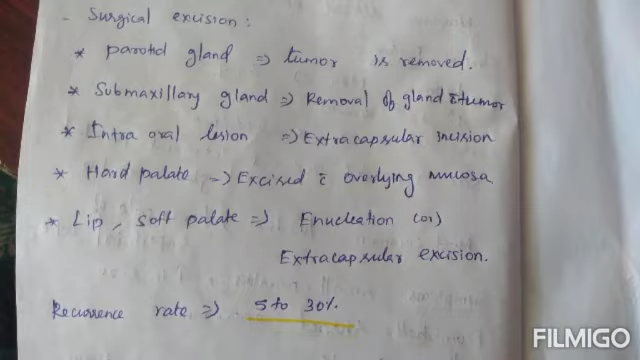 - Surgical excision:
* parotid gland => tumor is removed.
* Submaxillary gland => Removal of gland c̄ tumor
* Intra oral lesion => Extracapsular incision
* Hard palate -> Excised c̄ overlying mucosa
* Lip, soft palate => Enucleation (or)
Extracapsular excision.
Recurrence rate => 5 to 30%.
FILMIGO